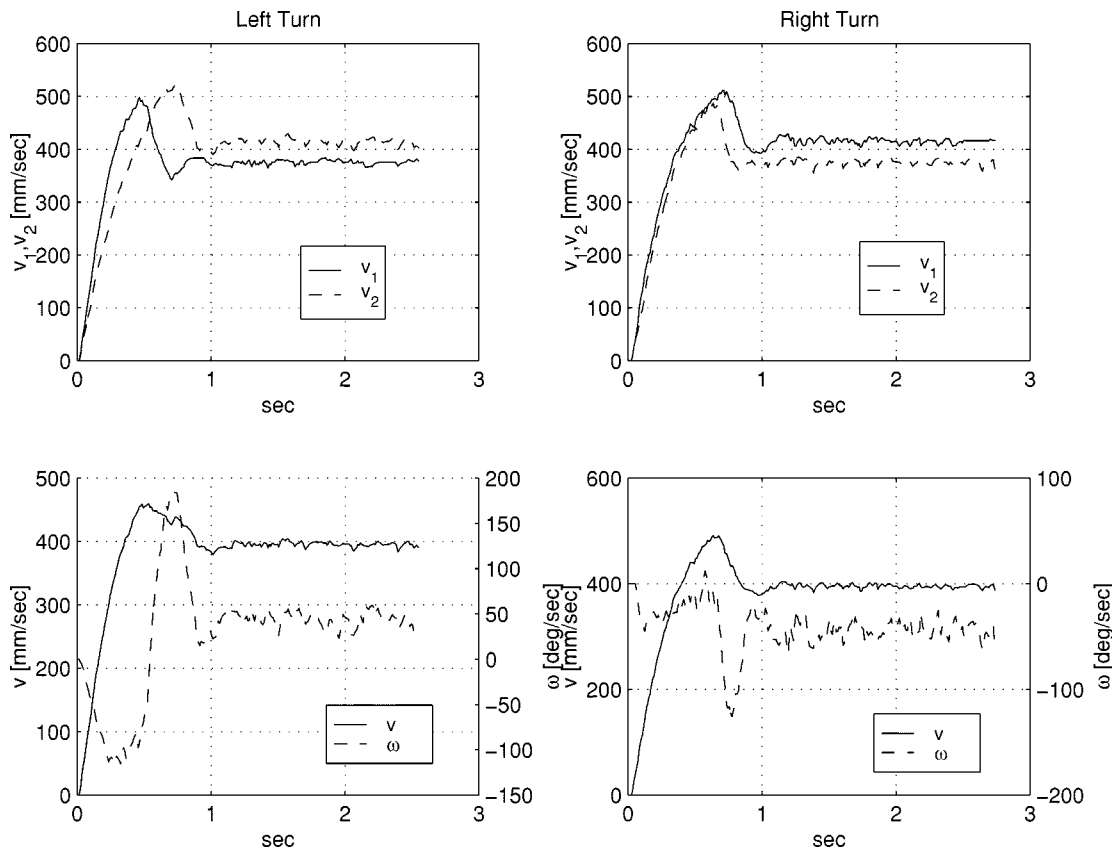 Left Turn
600
500
400
300
200
100
0
v1,v2 [mm/sec]
v1
v2
0
1
2
3
sec
Right Turn
600
500
400
300
200
100
0
v1,v2 [mm/sec]
v1
v2
0
1
2
3
sec
500
400
300
200
100
0
v [mm/sec]
200
150
100
50
0
−50
−100
−150
ω [deg/sec]
v
ω
0
1
2
3
sec
600
400
200
0
v [mm/sec]
100
0
−100
−200
ω [deg/sec]
v
ω
0
1
2
3
sec